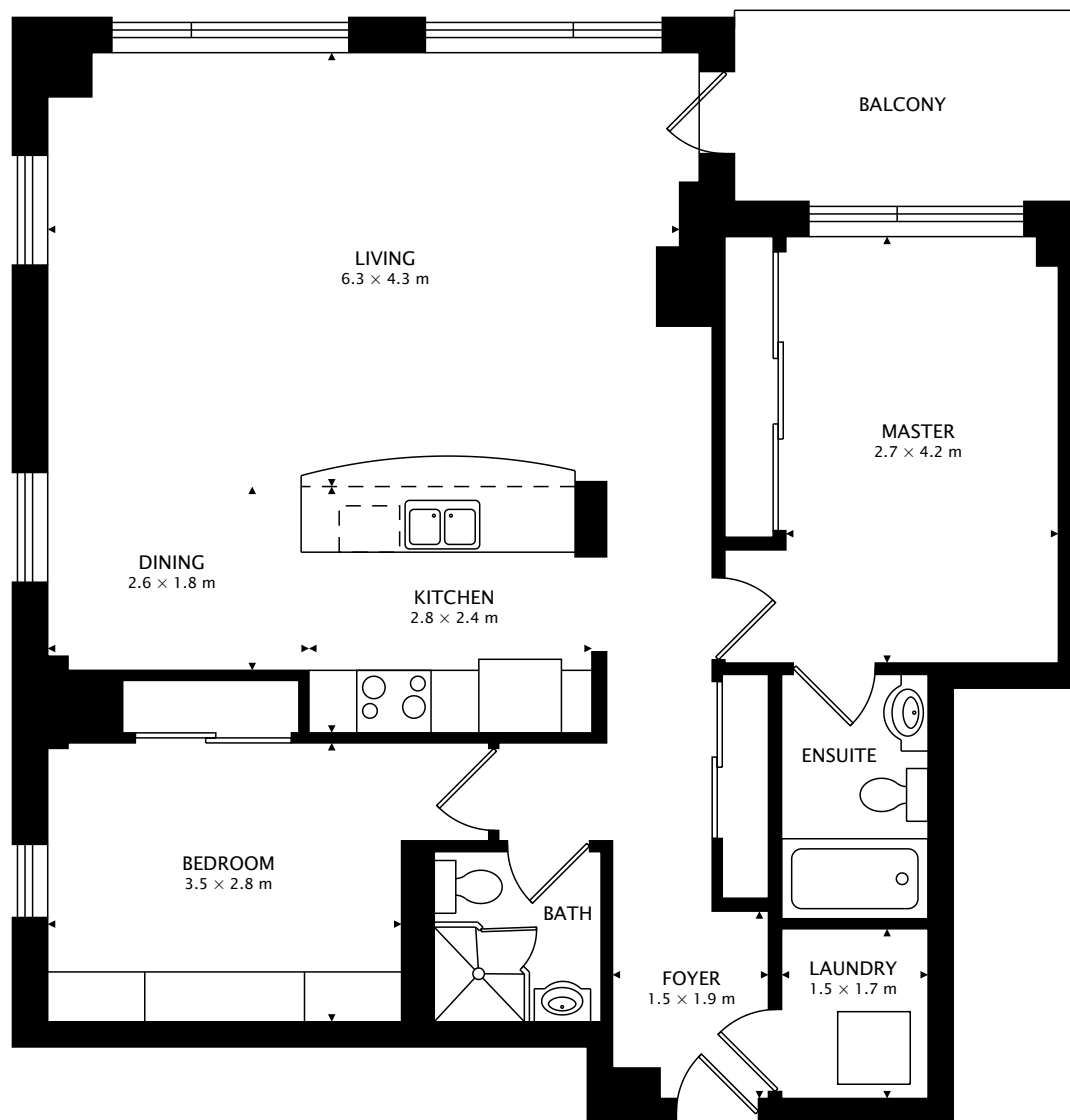 BALCONY
LIVING
6.3 × 4.3 m
MASTER
2.7 × 4.2 m
DINING
2.6 × 1.8 m
KITCHEN
2.8 × 2.4 m
ENSUITE
BEDROOM
3.5 × 2.8 m
BATH
FOYER
1.5 × 1.9 m
LAUNDRY
1.5 × 1.7 m